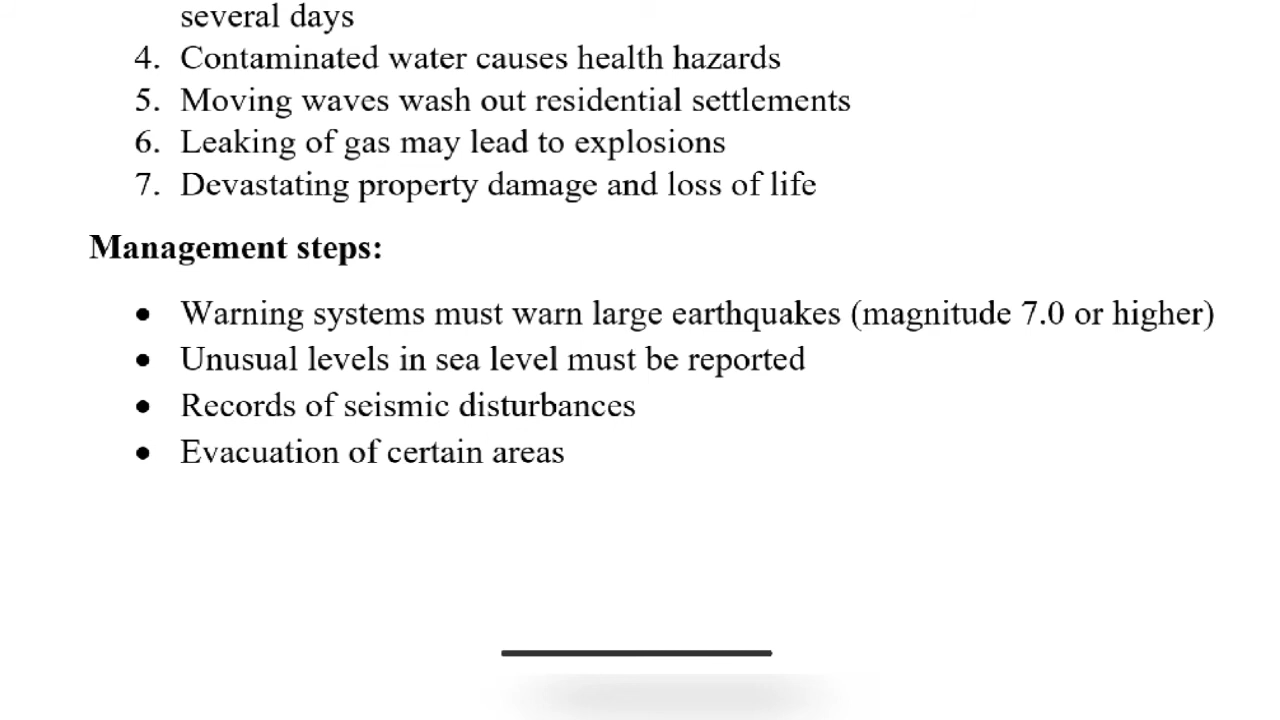 several days
4. Contaminated water causes health hazards
5. Moving waves wash out residential settlements
6. Leaking of gas may lead to explosions
7. Devastating property damage and loss of life
Management steps:
• Warning systems must warn large earthquakes (magnitude 7.0 or higher)
• Unusual levels in sea level must be reported
• Records of seismic disturbances
• Evacuation of certain areas